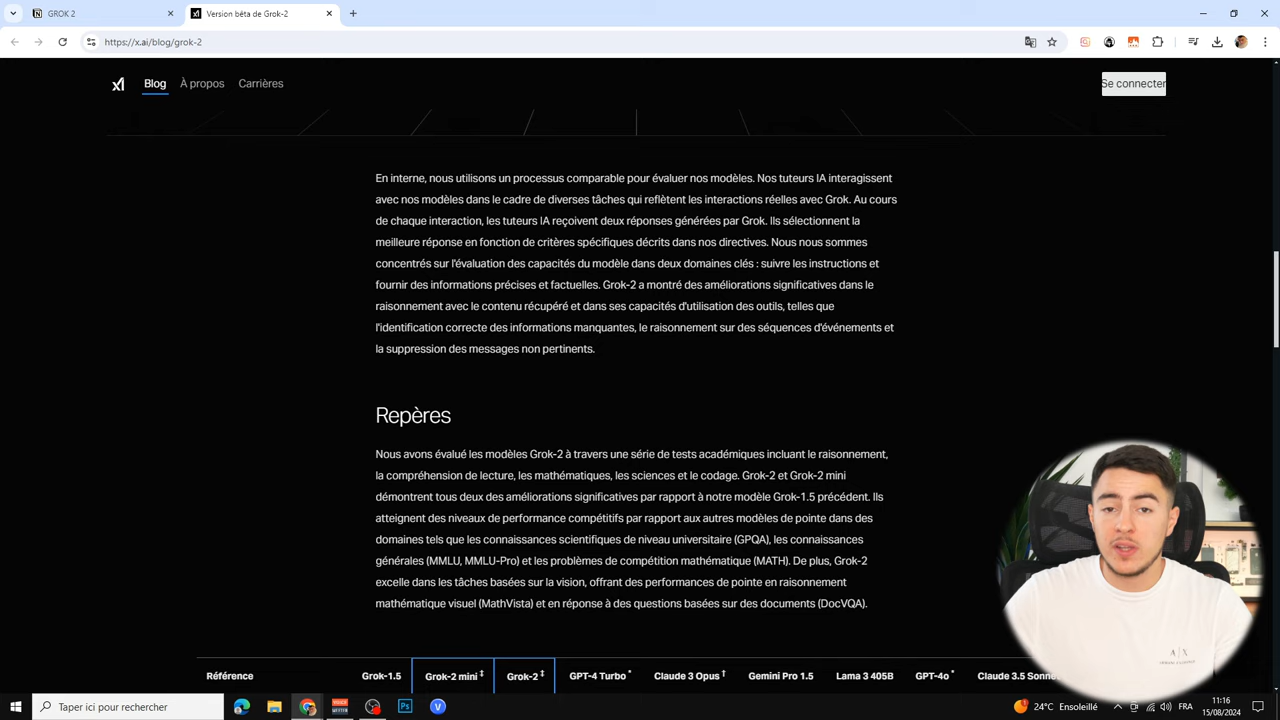 GROK 2
Version bêta de Grok-2
https://x.ai/blog/grok-2
Blog
À propos
Carrières
Se connecter
En interne, nous utilisons un processus comparable pour évaluer nos modèles. Nos tuteurs IA interagissent
avec nos modèles dans le cadre de diverses tâches qui reflètent les interactions réelles avec Grok. Au cours
de chaque interaction, les tuteurs IA reçoivent deux réponses générées par Grok. Ils sélectionnent la
meilleure réponse en fonction de critères spécifiques décrits dans nos directives. Nous nous sommes
concentrés sur l'évaluation des capacités du modèle dans deux domaines clés : suivre les instructions et
fournir des informations précises et factuelles. Grok-2 a montré des améliorations significatives dans le
raisonnement avec le contenu récupéré et dans ses capacités d'utilisation des outils, telles que
l'identification correcte des informations manquantes, le raisonnement sur des séquences d'événements et
la suppression des messages non pertinents.
Repères
Nous avons évalué les modèles Grok-2 à travers une série de tests académiques incluant le raisonnement,
la compréhension de lecture, les mathématiques, les sciences et le codage. Grok-2 et Grok-2 mini
démontrent tous deux des améliorations significatives par rapport à notre modèle Grok-1.5 précédent. Ils
atteignent des niveaux de performance compétitifs par rapport aux autres modèles de pointe dans des
domaines tels que les connaissances scientifiques de niveau universitaire (GPQA), les connaissances
générales (MMLU, MMLU-Pro) et les problèmes de compétition mathématique (MATH). De plus, Grok-2
excelle dans les tâches basées sur la vision, offrant des performances de pointe en raisonnement
mathématique visuel (MathVista) et en réponse à des questions basées sur des documents (DocVQA).
Référence Grok-1.5 Grok-2 mini ‡ Grok-2 ‡ GPT-4 Turbo * Claude 3 Opus † Gemini Pro 1.5 Lama 3 405B GPT-4o * Claude 3.5
A|X
Taper ici pour rechercher
Ps
V
24°C Ensoleillé
FRA
11:16
15/08/2024